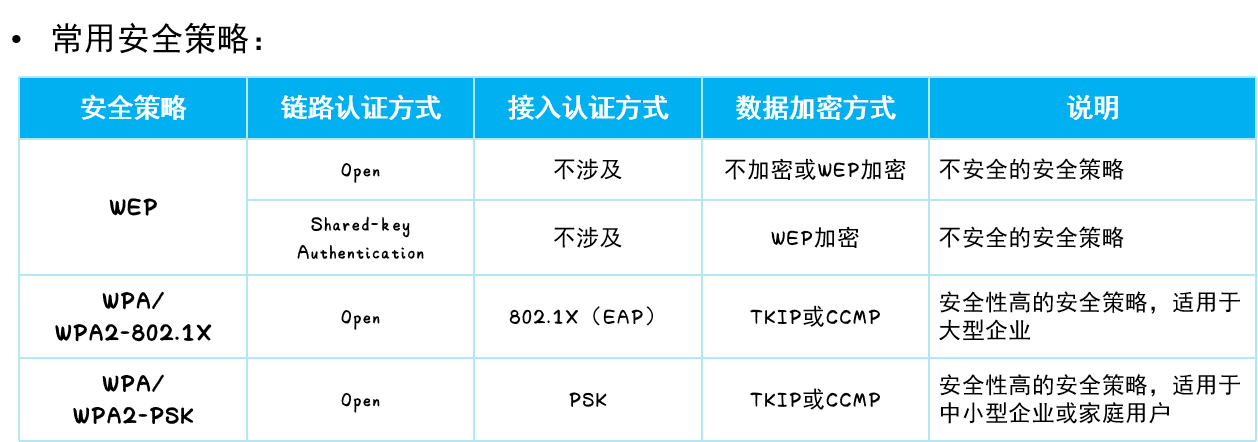 • 常用安全策略：
安全策略 链路认证方式 接入认证方式 数据加密方式 说明
WEP
Open 不涉及 不加密或WEP加密 不安全的安全策略
Shared-key
Authentication
不涉及 WEP加密 不安全的安全策略
WPA/
WPA2-802.1X
Open 802.1X（EAP） TKIP或CCMP
安全性高的安全策略，适用于
大型企业
WPA/
WPA2-PSK
Open PSK TKIP或CCMP
安全性高的安全策略，适用于
中小型企业或家庭用户